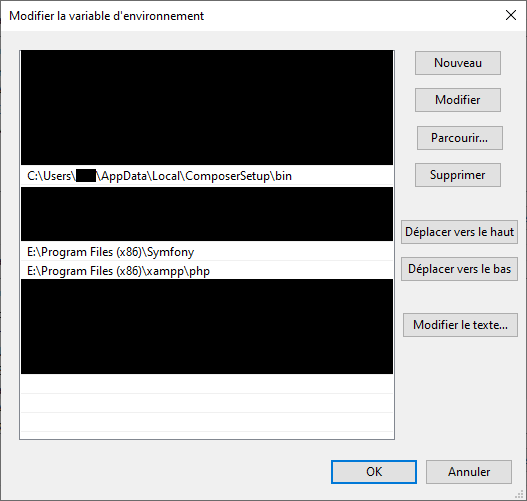 Modifier la variable d'environnement
Nouveau
Modifier
Parcourir...
C:\Users\ \AppData\Local\ComposerSetup\bin
Supprimer
Déplacer vers le haut
E:\Program Files (x86)\Symfony
E:\Program Files (x86)\xampp\php
Déplacer vers le bas
Modifier le texte...
OK
Annuler